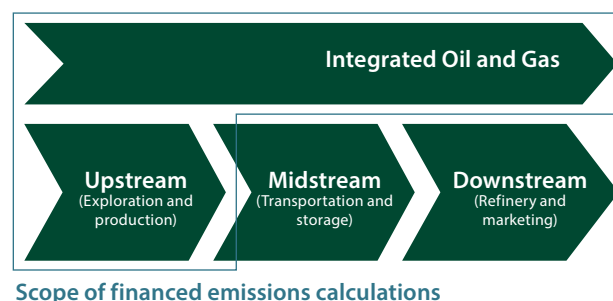 Integrated Oil and Gas
Upstream
(Exploration and
production)
Midstream
(Transportation and
storage)
Downstream
(Refinery and
marketing)
Scope of financed emissions calculations